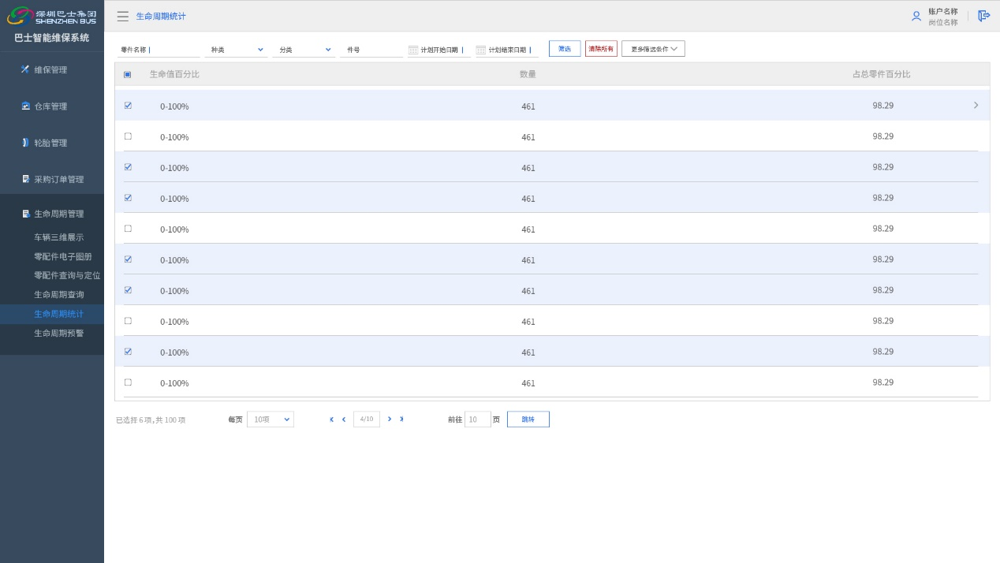 深圳巴士集团
SHENZHEN BUS
巴士智能维保系统
生命周期统计
账户名称
岗位名称
零件名称
种类
分类
件号
计划开始日期
计划结束日期
筛选
清除所有
更多筛选条件
维保管理
仓库管理
轮胎管理
采购订单管理
生命周期管理
车辆三维展示
零配件电子图册
零配件查询与定位
生命周期查询
生命周期统计
生命周期预警
生命值百分比 数量 占总零件百分比
0-100% 461 98.29
0-100% 461 98.29
0-100% 461 98.29
0-100% 461 98.29
0-100% 461 98.29
0-100% 461 98.29
0-100% 461 98.29
0-100% 461 98.29
0-100% 461 98.29
0-100% 461 98.29
已选择 6 项, 共 100 项
每页 10项
4/10
前往 10 页 跳转